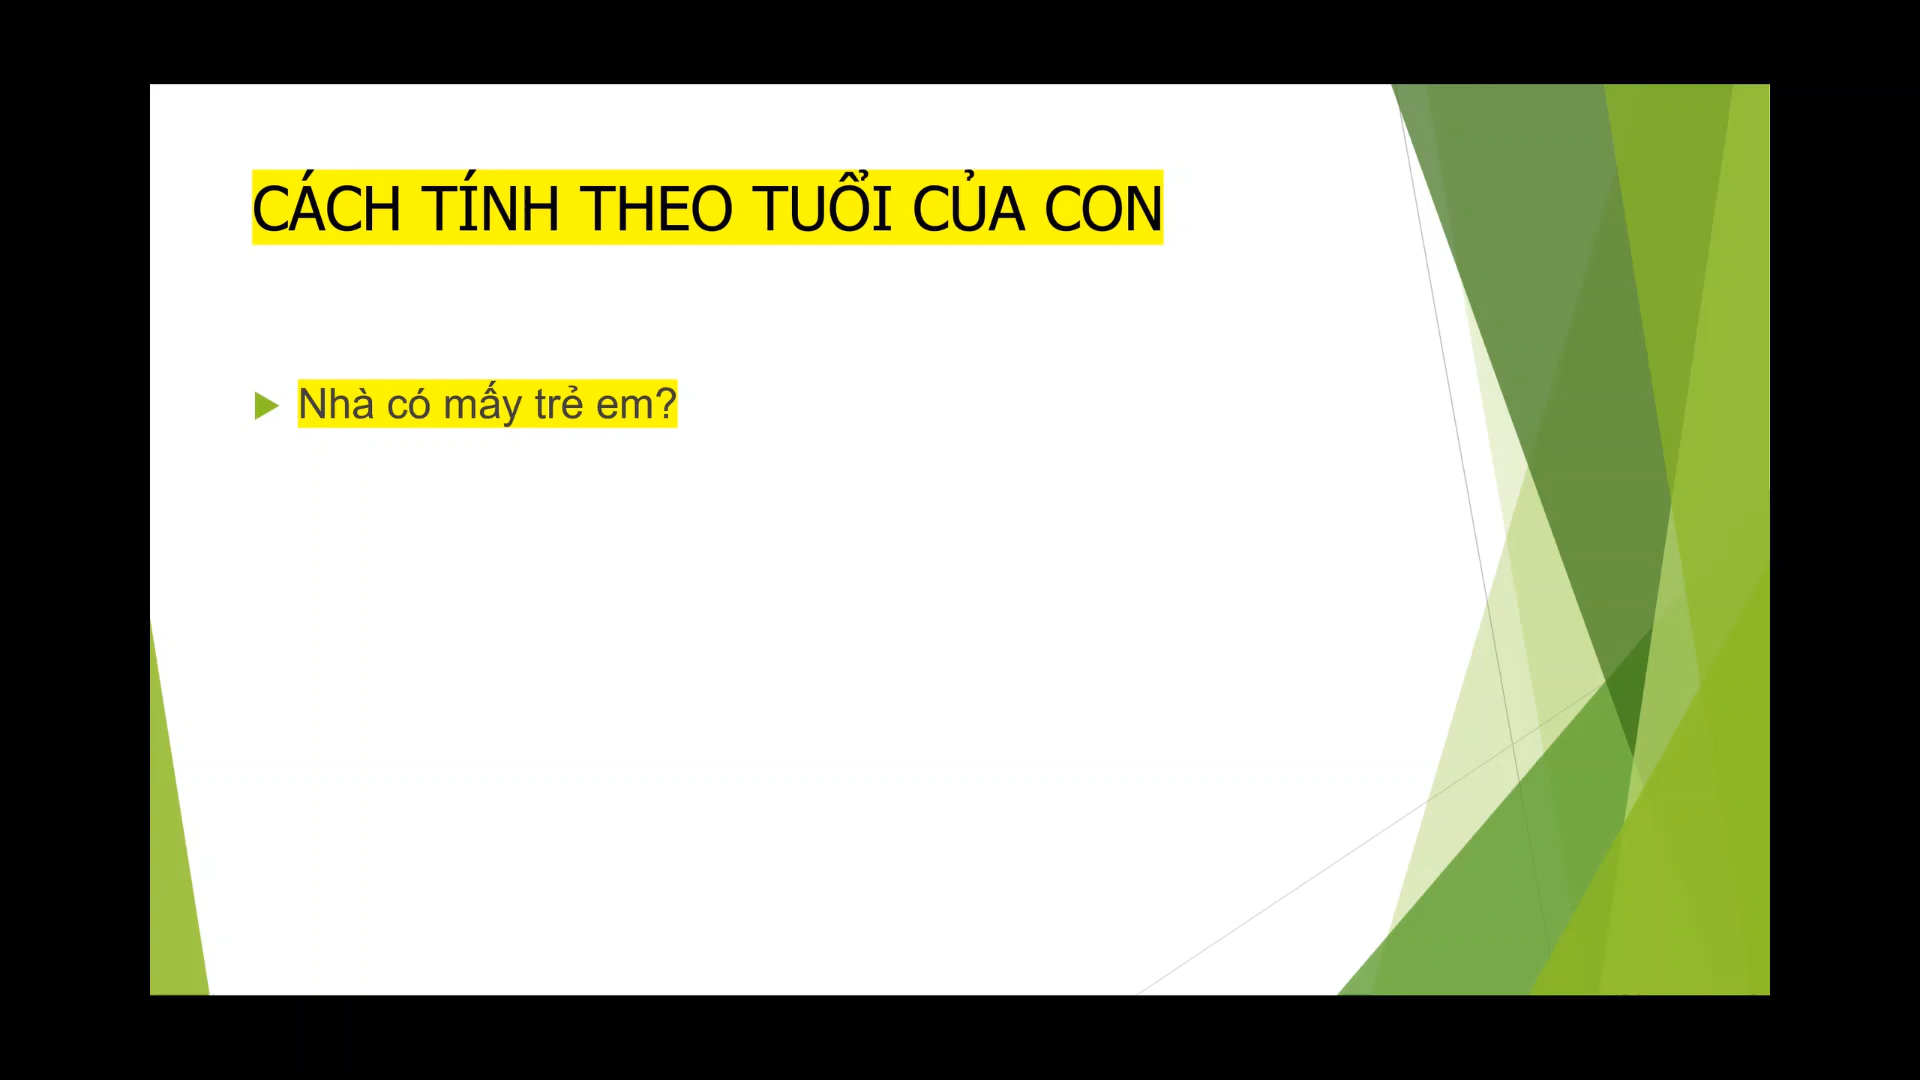 CÁCH TÍNH THEO TUỔI CỦA CON
Nhà có mấy trẻ em?